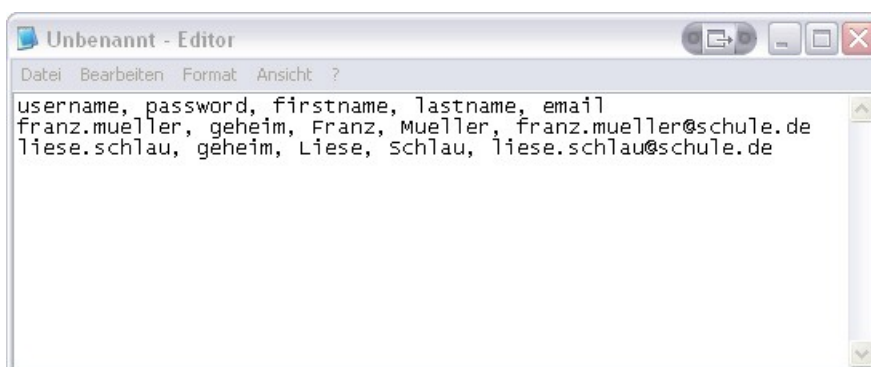 Unbenannt - Editor
Datei Bearbeiten Format Ansicht ?
username, password, firstname, lastname, email
franz.mueller, geheim, Franz, Mueller, franz.mueller@schule.de
liese.schlau, geheim, Liese, Schlau, liese.schlau@schule.de